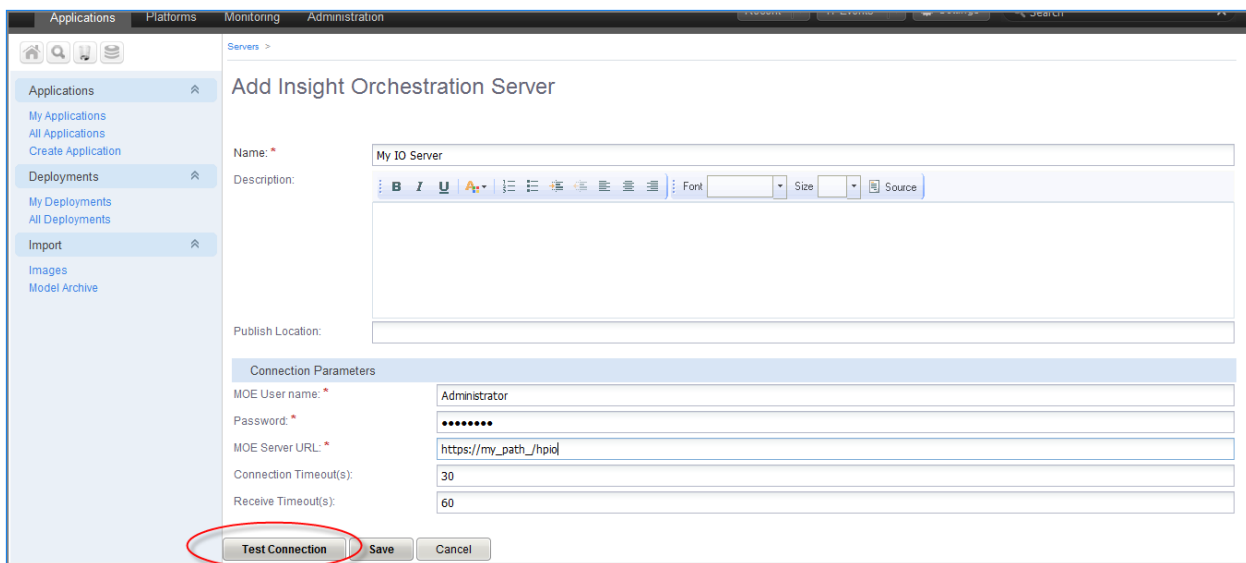 Applications Platforms Monitoring Administration
Search
Servers >
Applications
My Applications
All Applications
Create Application
Deployments
My Deployments
All Deployments
Import
Images
Model Archive
Add Insight Orchestration Server
Name: * My IO Server
Description:
B I U A Font Size Source
Publish Location:
Connection Parameters
MOE User name: * Administrator
Password: * ••••••••
MOE Server URL: * https://my_path_/hpio
Connection Timeout(s): 30
Receive Timeout(s): 60
Test Connection Save Cancel